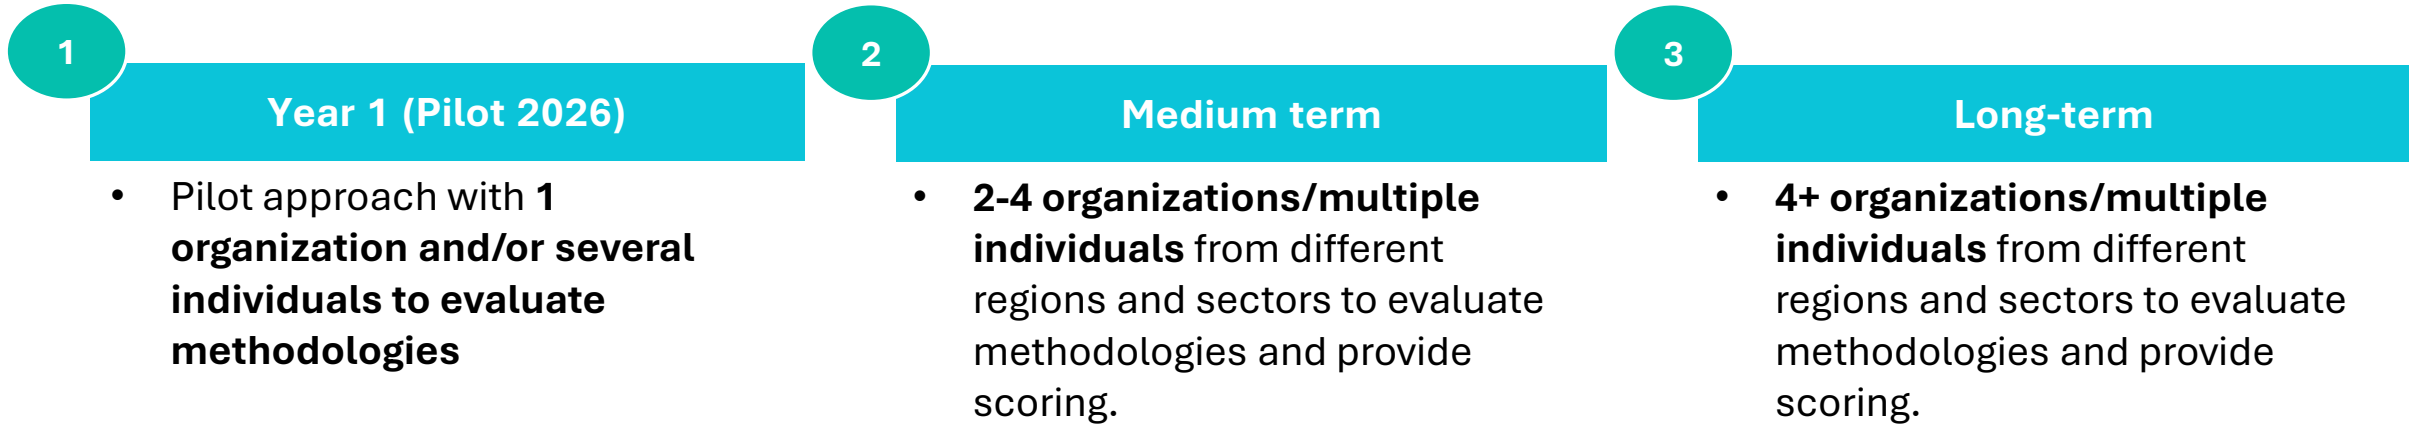 1
Year 1 (Pilot 2026)
• Pilot approach with 1
organization and/or several
individuals to evaluate
methodologies
2
Medium term
• 2-4 organizations/multiple
individuals from different
regions and sectors to evaluate
methodologies and provide
scoring.
3
Long-term
• 4+ organizations/multiple
individuals from different
regions and sectors to evaluate
methodologies and provide
scoring.